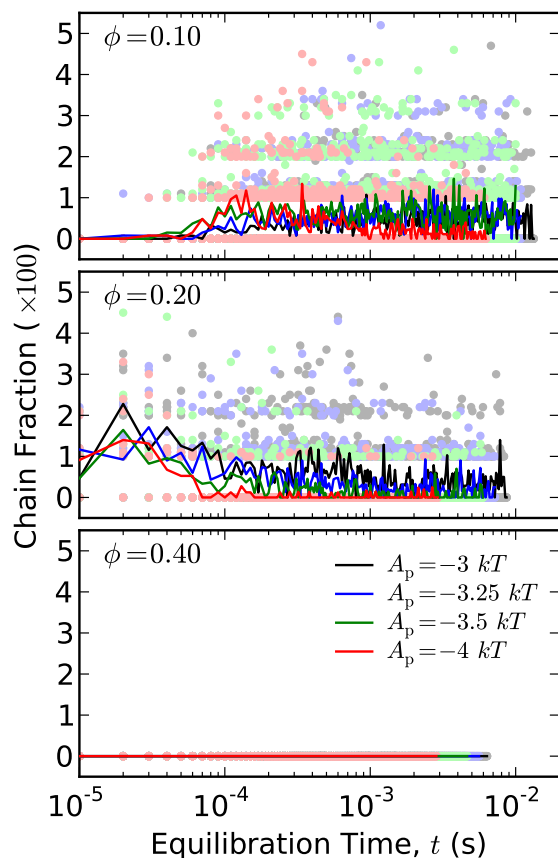 ϕ=0.10
5
4
3
2
1
0
ϕ=0.20
5
4
3
2
1
0
Chain Fraction ( ×100)
ϕ=0.40
5
4
3
2
1
0
A_p=−3 kT
A_p=−3.25 kT
A_p=−3.5 kT
A_p=−4 kT
10^-5 10^-4 10^-3 10^-2
Equilibration Time, t (s)